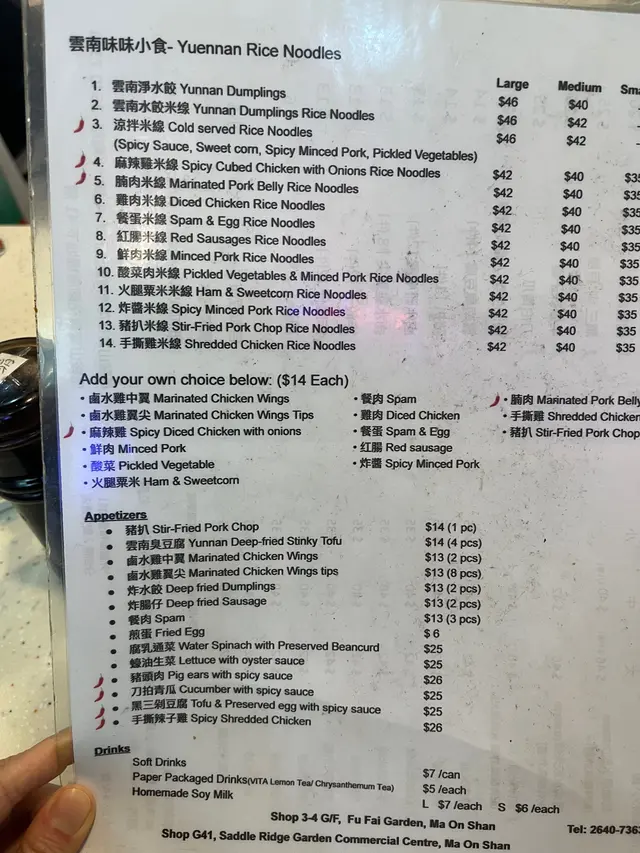 雲南味味小食- Yuennan Rice Noodles
Large Medium
1. 雲南淨水餃 Yunnan Dumplings $46 $40
2. 雲南水餃米線 Yunnan Dumplings Rice Noodles $46 $42
3. 涼拌米線 Cold served Rice Noodles $46 $42
(Spicy Sauce, Sweet corn, Spicy Minced Pork, Pickled Vegetables)
4. 麻辣雞米線 Spicy Cubed Chicken with Onions Rice Noodles $42 $40 $35
5. 腩肉米線 Marinated Pork Belly Rice Noodles $42 $40 $35
6. 雞肉米線 Diced Chicken Rice Noodles $42 $40 $35
7. 餐蛋米線 Spam & Egg Rice Noodles $42 $40 $35
8. 紅腸米線 Red Sausages Rice Noodles $42 $40 $35
9. 鮮肉米線 Minced Pork Rice Noodles $42 $40 $35
10. 酸菜肉米線 Pickled Vegetables & Minced Pork Rice Noodles $42 $40 $35
11. 火腿粟米米線 Ham & Sweetcorn Rice Noodles $42 $40 $35
12. 炸醬米線 Spicy Minced Pork Rice Noodles $42 $40 $35
13. 豬扒米線 Stir-Fried Pork Chop Rice Noodles $42 $40 $35
14. 手撕雞米線 Shredded Chicken Rice Noodles $42 $40 $35
Add your own choice below: ($14 Each)
• 鹵水雞中翼 Marinated Chicken Wings • 餐肉 Spam • 腩肉 Marinated Pork Belly
• 鹵水雞翼尖 Marinated Chicken Wings Tips • 雞肉 Diced Chicken • 手撕雞 Shredded Chicken
• 麻辣雞 Spicy Diced Chicken with onions • 餐蛋 Spam & Egg • 豬扒 Stir-Fried Pork Chop
• 鮮肉 Minced Pork • 红腸 Red sausage
• 酸菜 Pickled Vegetable • 炸醬 Spicy Minced Pork
• 火腿粟米 Ham & Sweetcorn
Appetizers
• 豬扒 Stir-Fried Pork Chop $14 (1 pc)
• 雲南臭豆腐 Yunnan Deep-fried Stinky Tofu $14 (4 pcs)
• 鹵水雞中翼 Marinated Chicken Wings $13 (2 pcs)
• 鹵水雞翼尖 Marinated Chicken Wings tips $13 (8 pcs)
• 炸水餃 Deep fried Dumplings $13 (2 pcs)
• 炸腸仔 Deep fried Sausage $13 (2 pcs)
• 餐肉 Spam $13 (3 pcs)
• 煎蛋 Fried Egg $ 6
• 腐乳通菜 Water Spinach with Preserved Beancurd $25
• 蠔油生菜 Lettuce with oyster sauce $25
• 豬頭肉 Pig ears with spicy sauce $26
• 刀拍青瓜 Cucumber with spicy sauce $25
• 黑三剁豆腐 Tofu & Preserved egg with spicy sauce $25
• 手撕辣子雞 Spicy Shredded Chicken $26
Drinks
Soft Drinks $7 /can
Paper Packaged Drinks(VITA Lemon Tea/ Chrysanthemum Tea) $5 /each
Homemade Soy Milk L $7 /each S $6 /each
Shop 3-4 G/F, Fu Fai Garden, Ma On Shan
Shop G41, Saddle Ridge Garden Commercial Centre, Ma On Shan Tel: 2640-736